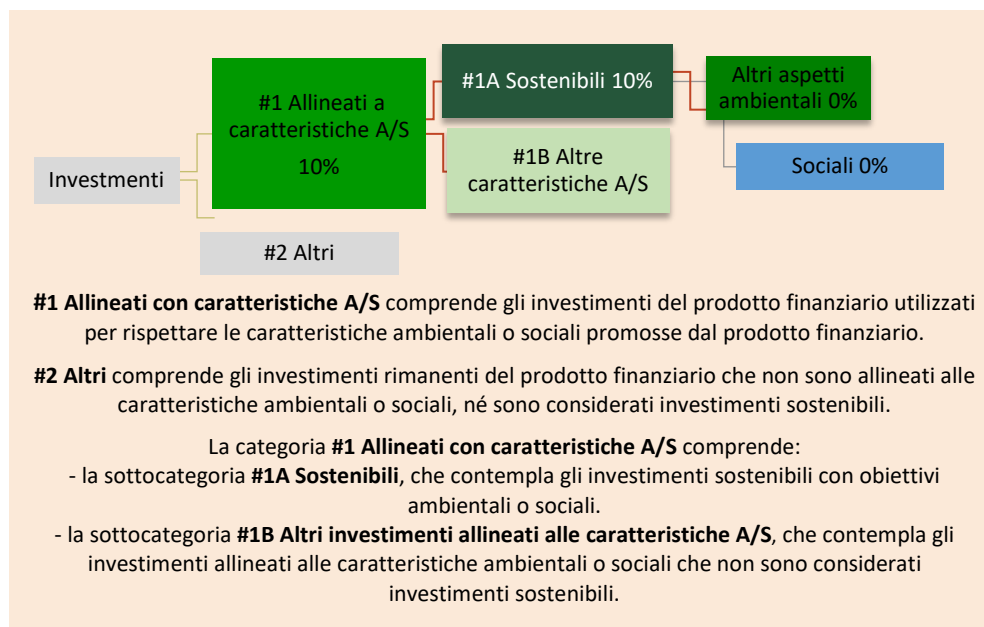 #1A Sostenibili 10%
Altri aspetti
ambientali 0%
#1 Allineati a
caratteristiche A/S
10%
#1B Altre
caratteristiche A/S
Sociali 0%
Investmenti
#2 Altri
#1 Allineati con caratteristiche A/S comprende gli investimenti del prodotto finanziario utilizzati
per rispettare le caratteristiche ambientali o sociali promosse dal prodotto finanziario.
#2 Altri comprende gli investimenti rimanenti del prodotto finanziario che non sono allineati alle
caratteristiche ambientali o sociali, né sono considerati investimenti sostenibili.
La categoria #1 Allineati con caratteristiche A/S comprende:
- la sottocategoria #1A Sostenibili, che contempla gli investimenti sostenibili con obiettivi
ambientali o sociali.
- la sottocategoria #1B Altri investimenti allineati alle caratteristiche A/S, che contempla gli
investimenti allineati alle caratteristiche ambientali o sociali che non sono considerati
investimenti sostenibili.